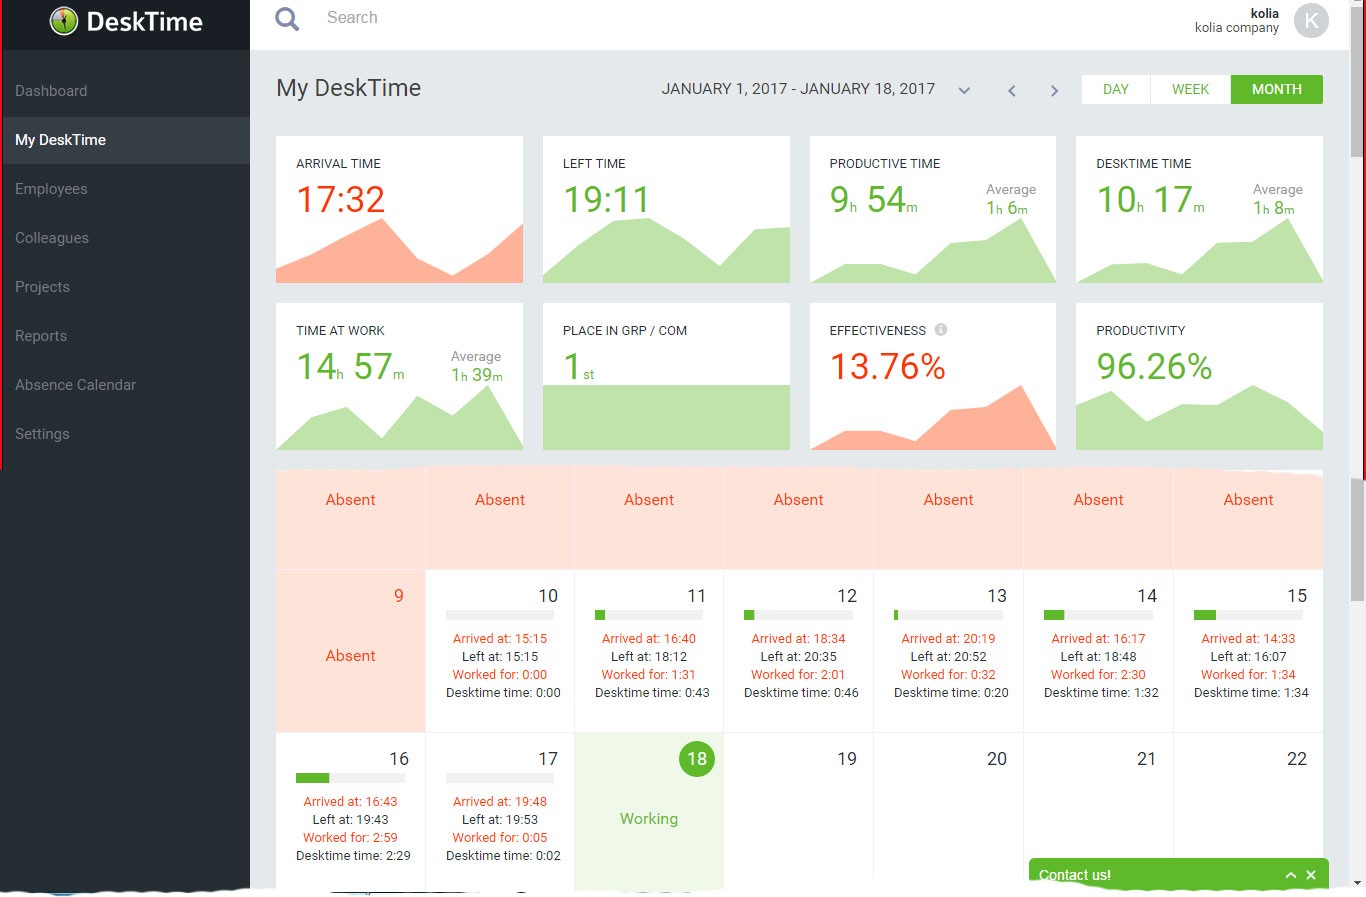 DeskTime
Search
kolia
kolia company
K
Dashboard
My DeskTime
Employees
Colleagues
Projects
Reports
Absence Calendar
Settings
My DeskTime
JANUARY 1, 2017 - JANUARY 18, 2017
DAY
WEEK
MONTH
ARRIVAL TIME
17:32
LEFT TIME
19:11
PRODUCTIVE TIME
9h 54m
Average
1h 6m
DESKTIME TIME
10h 17m
Average
1h 8m
TIME AT WORK
14h 57m
Average
1h 39m
PLACE IN GRP / COM
1st
EFFECTIVENESS
13.76%
PRODUCTIVITY
96.26%
Absent
Absent
Absent
Absent
Absent
Absent
Absent
9
Absent
10
Arrived at: 15:15
Left at: 15:15
Worked for: 0:00
Desktime time: 0:00
11
Arrived at: 16:40
Left at: 18:12
Worked for: 1:31
Desktime time: 0:43
12
Arrived at: 18:34
Left at: 20:35
Worked for: 2:01
Desktime time: 0:46
13
Arrived at: 20:19
Left at: 20:52
Worked for: 0:32
Desktime time: 0:20
14
Arrived at: 16:17
Left at: 18:48
Worked for: 2:30
Desktime time: 1:32
15
Arrived at: 14:33
Left at: 16:07
Worked for: 1:34
Desktime time: 1:34
16
Arrived at: 16:43
Left at: 19:43
Worked for: 2:59
Desktime time: 2:29
17
Arrived at: 19:48
Left at: 19:53
Worked for: 0:05
Desktime time: 0:02
18
Working
19
20
21
22
Contact us!